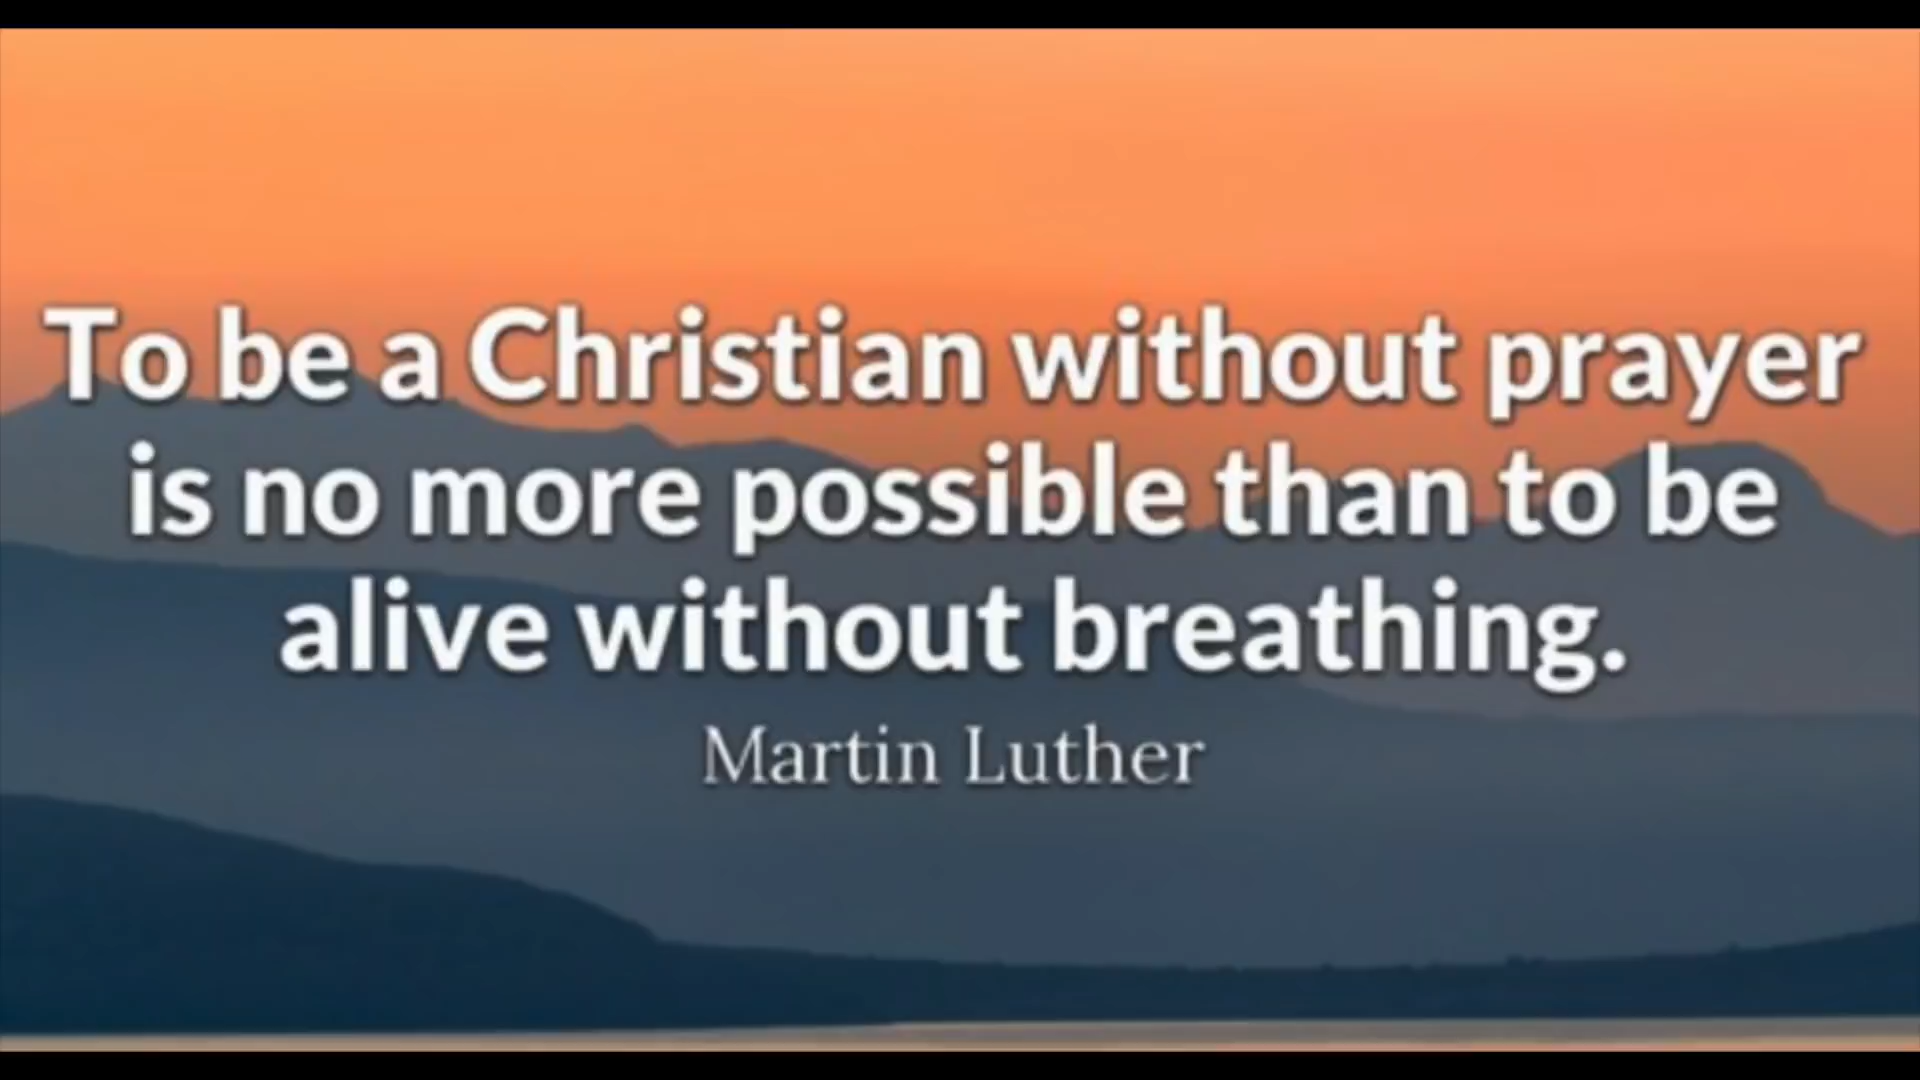 To be a Christian without prayer
is no more possible than to be
alive without breathing.
Martin Luther